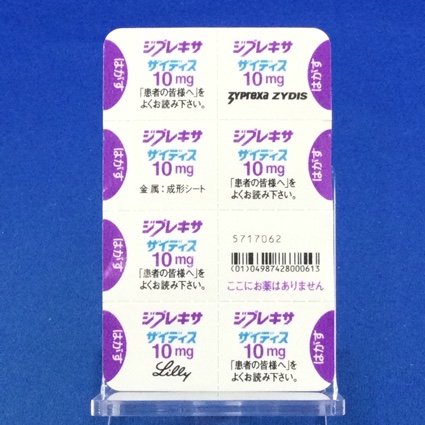 はがす
ジプレキサ
ザイディス
10mg
「患者の皆様へ」を
よくお読み下さい。
ジプレキサ
ザイディス
10mg
zyprexa ZYDIS
はがす
はがす
ジプレキサ
ザイディス
10mg
金属:成形シート
ジプレキサ
ザイディス
10mg
「患者の皆様へ」を
よくお読み下さい。
はがす
はがす
ジプレキサ
ザイディス
10mg
「患者の皆様へ」を
よくお読み下さい。
5717062
(01)04987428000613
ここにお薬はありません
はがす
ジプレキサ
ザイディス
10mg
Lilly
ジプレキサ
ザイディス
10mg
「患者の皆様へ」を
よくお読み下さい。
はがす